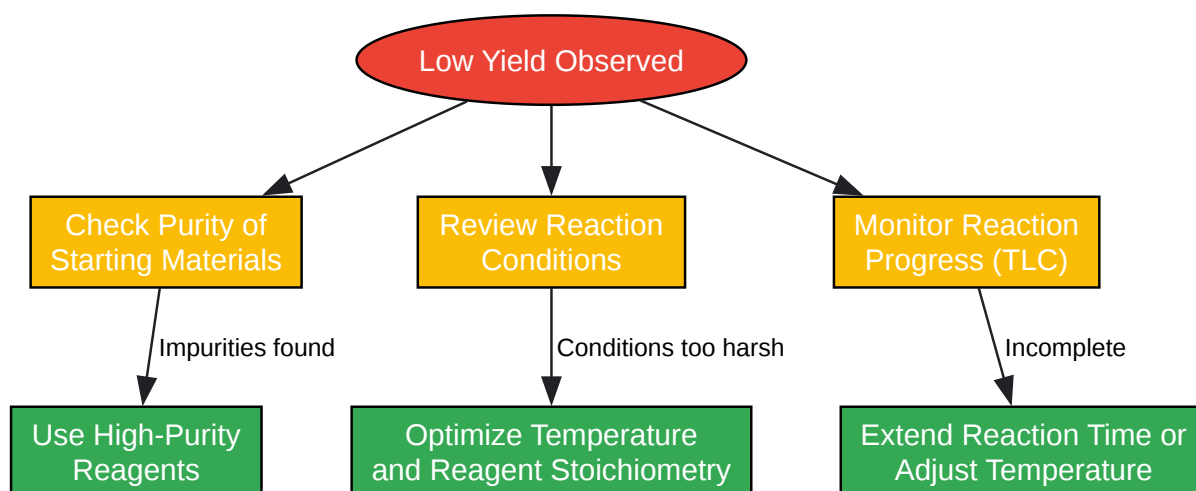 Low Yield Observed
Check Purity of
Starting Materials
Review Reaction
Conditions
Monitor Reaction
Progress (TLC)
Impurities found
Conditions too harsh
Incomplete
Use High-Purity
Reagents
Optimize Temperature
and Reagent Stoichiometry
Extend Reaction Time or
Adjust Temperature